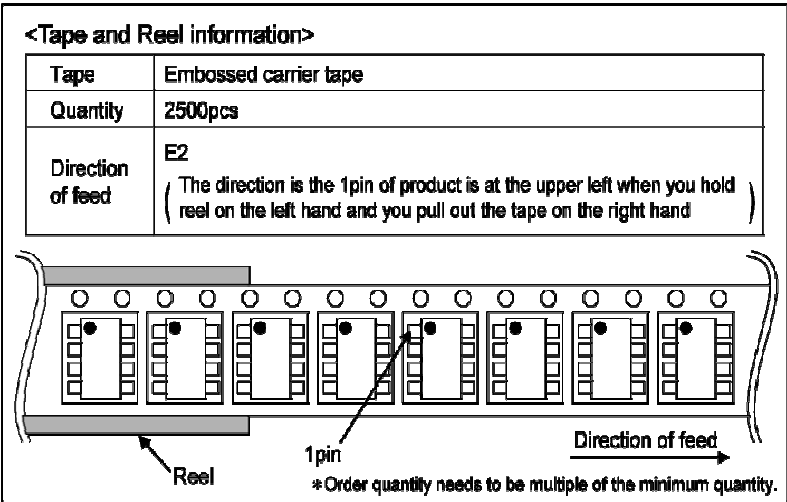 <Tape and Reel information>
Tape Embossed carrier tape
Quantity 2500pcs
Direction of feed
E2
( The direction is the 1pin of product is at the upper left when you hold
reel on the left hand and you pull out the tape on the right hand )
1pin
Direction of feed
Reel
*Order quantity needs to be multiple of the minimum quantity.